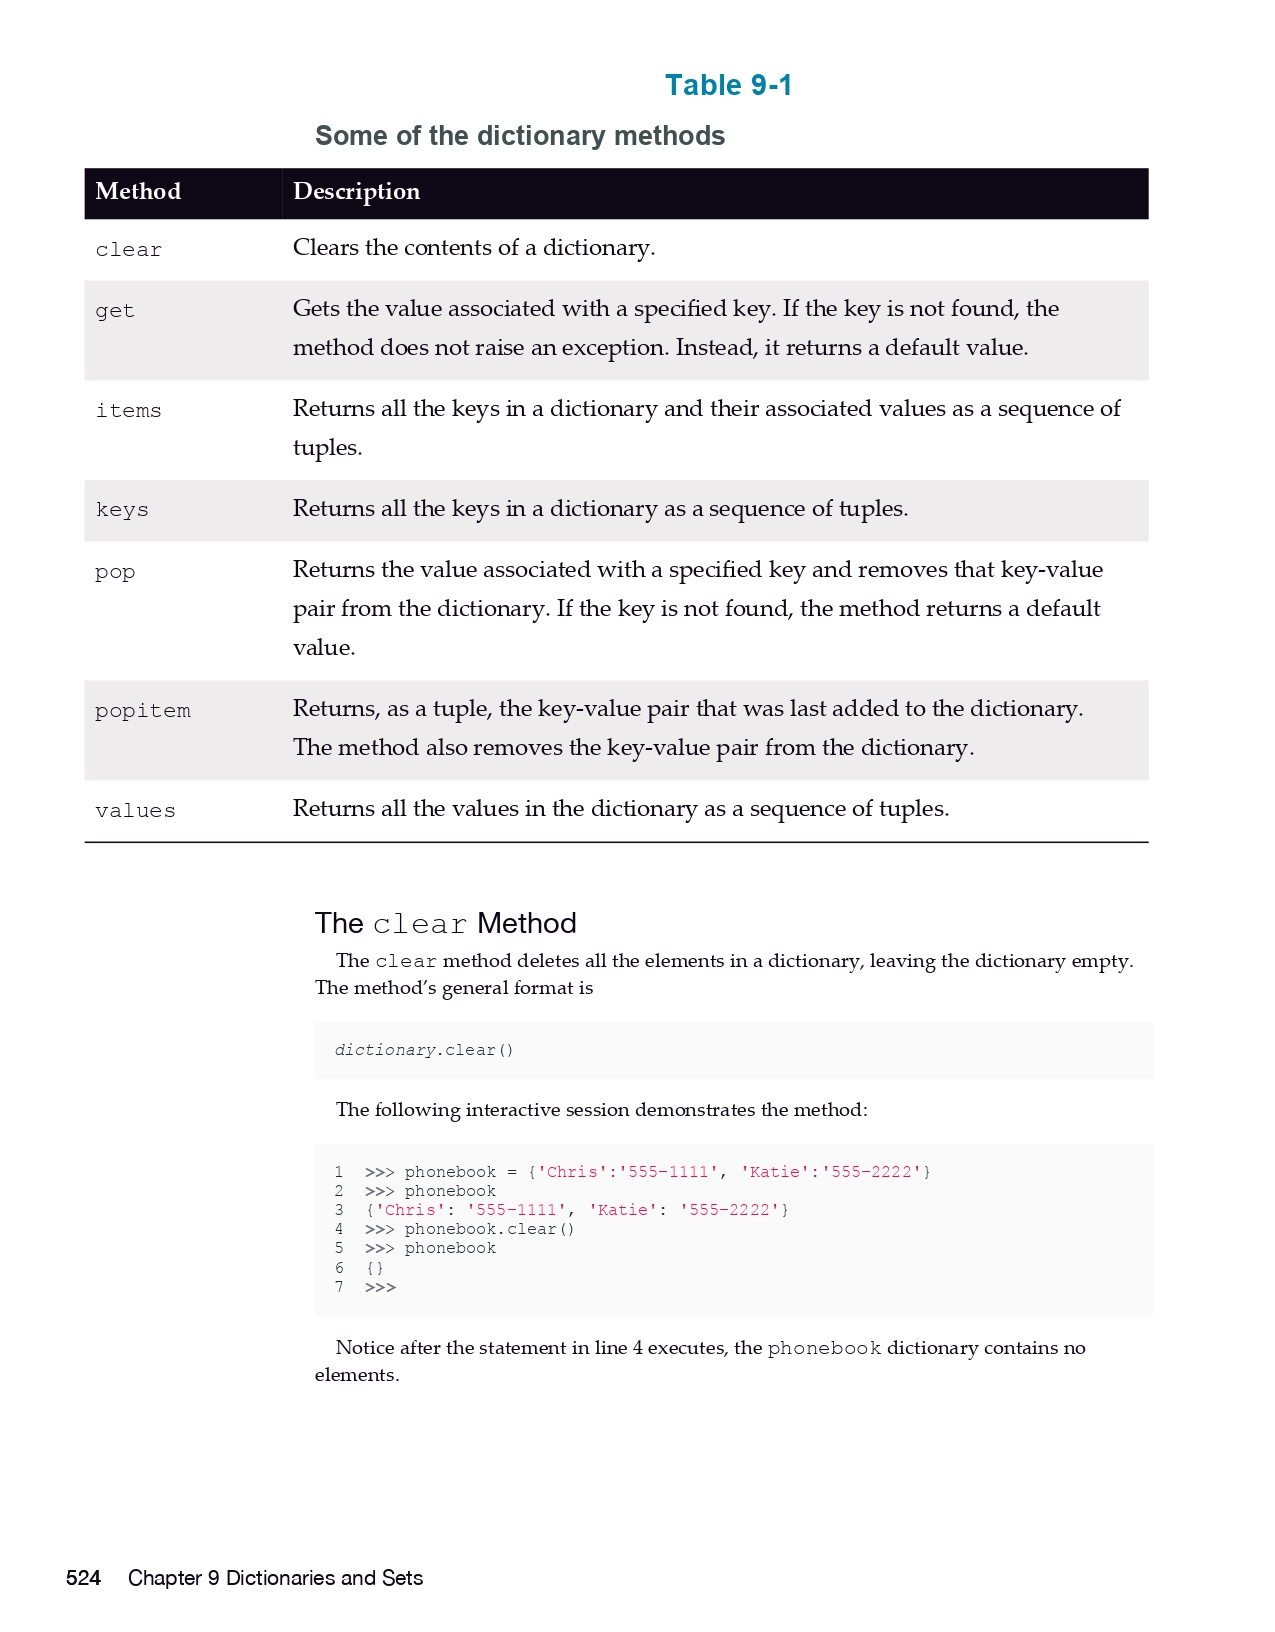 Table 9-1
Some of the dictionary methods
Method Description
clear Clears the contents of a dictionary.
get Gets the value associated with a specified key. If the key is not found, the
method does not raise an exception. Instead, it returns a default value.
items Returns all the keys in a dictionary and their associated values as a sequence of
tuples.
keys Returns all the keys in a dictionary as a sequence of tuples.
pop Returns the value associated with a specified key and removes that key-value
pair from the dictionary. If the key is not found, the method returns a default
value.
popitem Returns, as a tuple, the key-value pair that was last added to the dictionary.
The method also removes the key-value pair from the dictionary.
values Returns all the values in the dictionary as a sequence of tuples.
The clear Method
The clear method deletes all the elements in a dictionary, leaving the dictionary empty.
The method’s general format is
dictionary.clear()
The following interactive session demonstrates the method:
1 >>> phonebook = {'Chris':'555−1111', 'Katie':'555−2222'}
2 >>> phonebook
3 {'Chris': '555−1111', 'Katie': '555−2222'}
4 >>> phonebook.clear()
5 >>> phonebook
6 {}
7 >>>
Notice after the statement in line 4 executes, the phonebook dictionary contains no
elements.
524 Chapter 9 Dictionaries and Sets